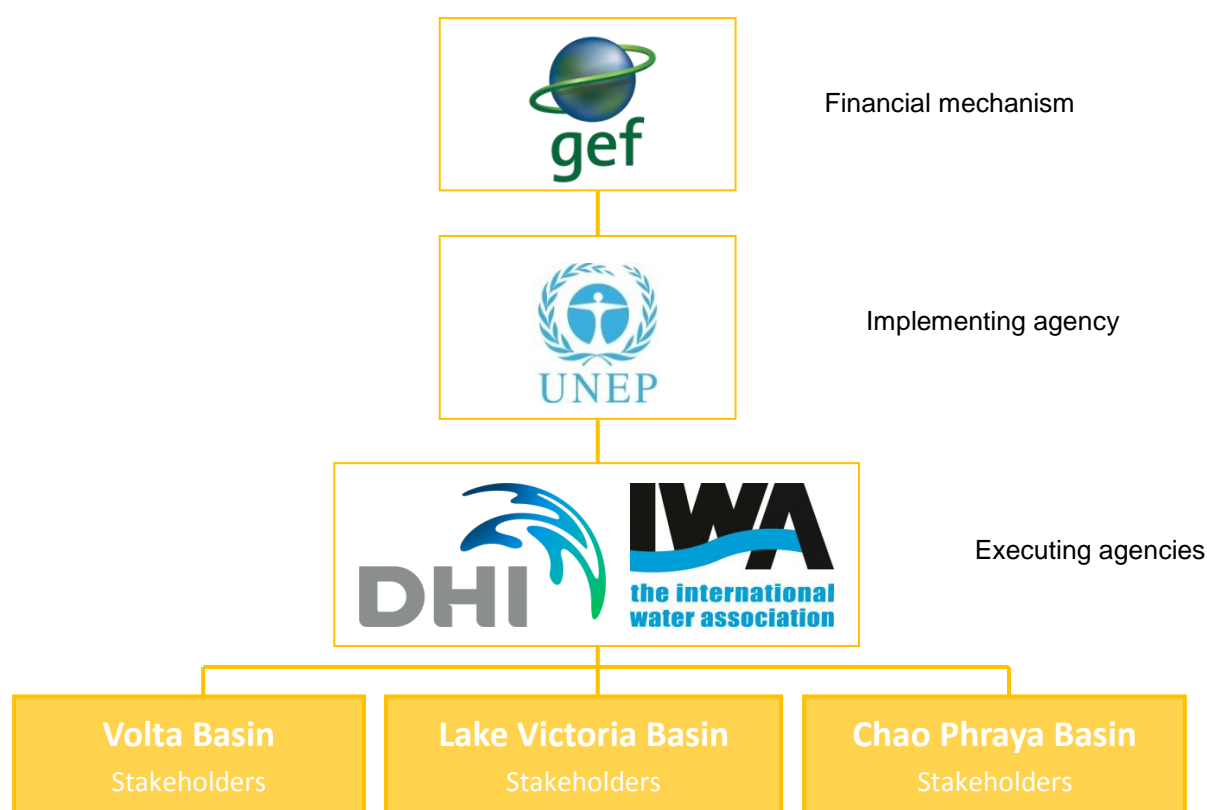 gef
Financial mechanism
UNEP
Implementing agency
DHI
IWA
the international
water association
Executing agencies
Volta Basin
Stakeholders
Lake Victoria Basin
Stakeholders
Chao Phraya Basin
Stakeholders